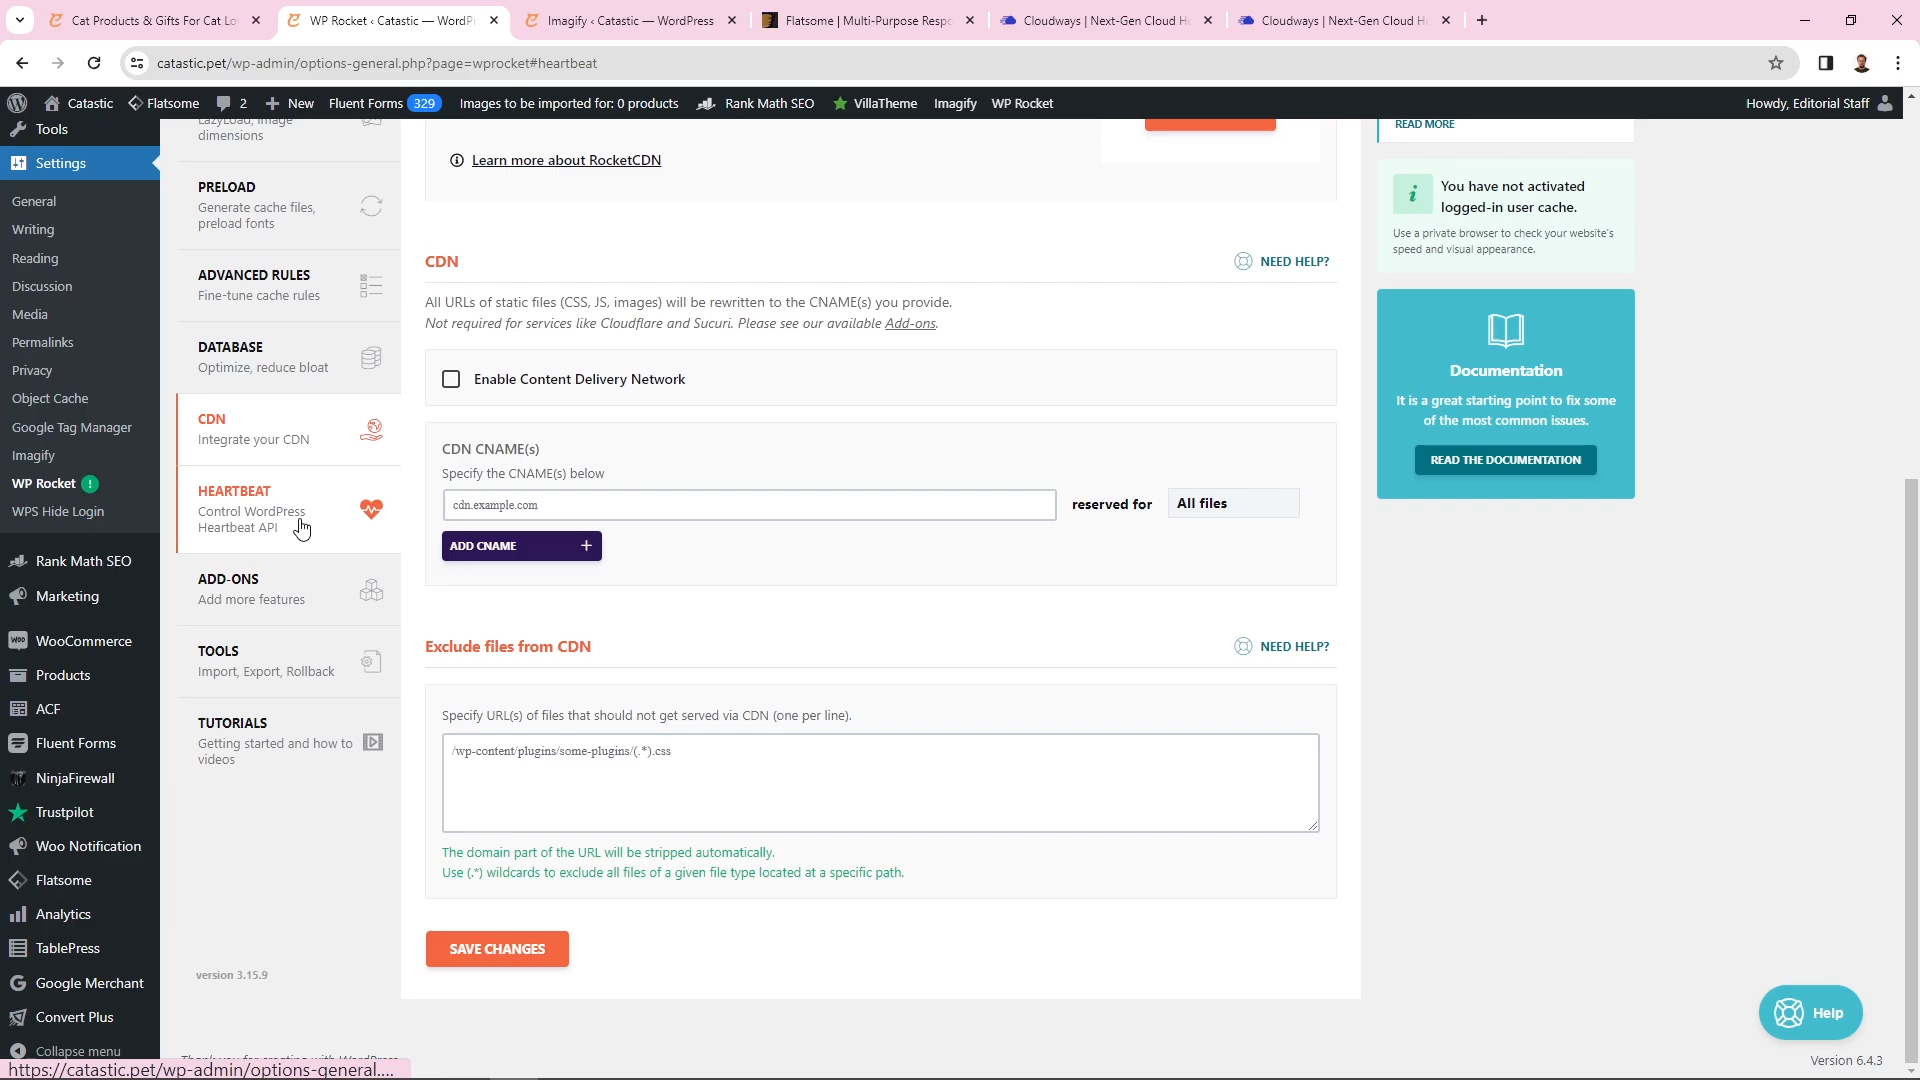 Cat Products & Gifts For Cat Lo
WP Rocket ‹ Catastic — WordPr
Imagify ‹ Catastic — WordPress
Flatsome | Multi-Purpose Respo
Cloudways | Next-Gen Cloud H
Cloudways | Next-Gen Cloud H
catastic.pet/wp-admin/options-general.php?page=wprocket#heartbeat
Catastic
Flatsome
2
New
Fluent Forms 329
Images to be imported for: 0 products
Rank Math SEO
VillaTheme
Imagify
WP Rocket
Howdy, Editorial Staff
Tools
Settings
General
Writing
Reading
Discussion
Media
Permalinks
Privacy
Object Cache
Google Tag Manager
Imagify
WP Rocket !
WPS Hide Login
Rank Math SEO
Marketing
WooCommerce
Products
ACF
Fluent Forms
NinjaFirewall
Trustpilot
Woo Notification
Flatsome
Analytics
TablePress
Google Merchant
Convert Plus
Collapse menu
LazyLoad, image
dimensions
PRELOAD
Generate cache files,
preload fonts
ADVANCED RULES
Fine-tune cache rules
DATABASE
Optimize, reduce bloat
CDN
Integrate your CDN
HEARTBEAT
Control WordPress
Heartbeat API
ADD-ONS
Add more features
TOOLS
Import, Export, Rollback
TUTORIALS
Getting started and how to
videos
version 3.15.9
Learn more about RocketCDN
CDN
NEED HELP?
All URLs of static files (CSS, JS, images) will be rewritten to the CNAME(s) you provide.
Not required for services like Cloudflare and Sucuri. Please see our available Add-ons.
Enable Content Delivery Network
CDN CNAME(s)
Specify the CNAME(s) below
cdn.example.com
reserved for
All files
ADD CNAME +
Exclude files from CDN
NEED HELP?
Specify URL(s) of files that should not get served via CDN (one per line).
/wp-content/plugins/some-plugins/(.*).css
The domain part of the URL will be stripped automatically.
Use (.*) wildcards to exclude all files of a given file type located at a specific path.
SAVE CHANGES
READ MORE
i
You have not activated
logged-in user cache.
Use a private browser to check your website's
speed and visual appearance.
Documentation
It is a great starting point to fix some
of the most common issues.
READ THE DOCUMENTATION
Help
Thank you for creating with WordPress
Version 6.4.3
https://catastic.pet/wp-admin/options-general....